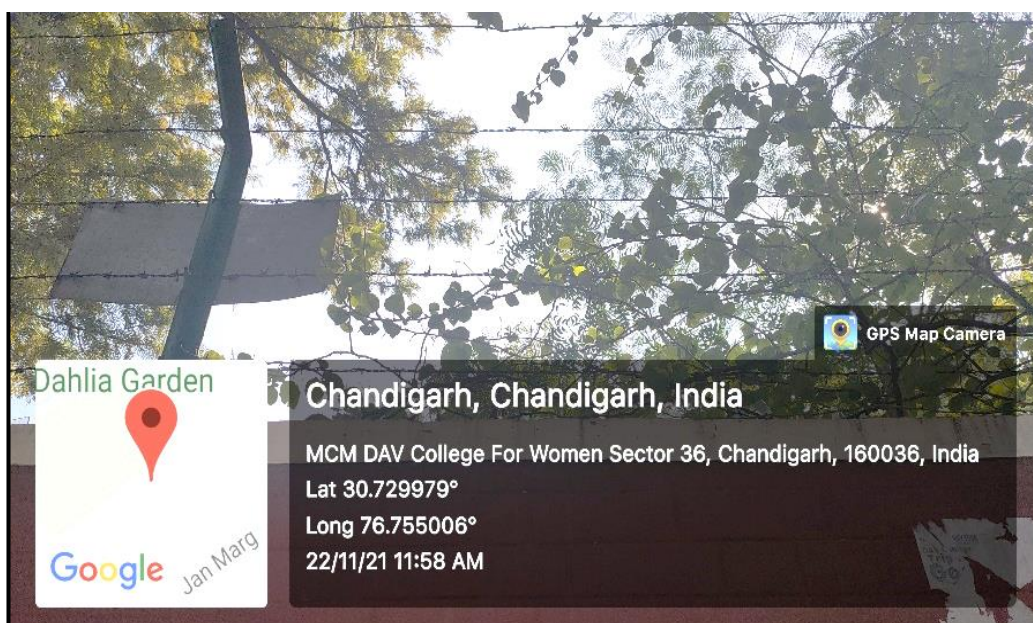 GPS Map Camera
Dahlia Garden
Google
Jan Marg
Chandigarh, Chandigarh, India
MCM DAV College For Women Sector 36, Chandigarh, 160036, India
Lat 30.729979°
Long 76.755006°
22/11/21 11:58 AM